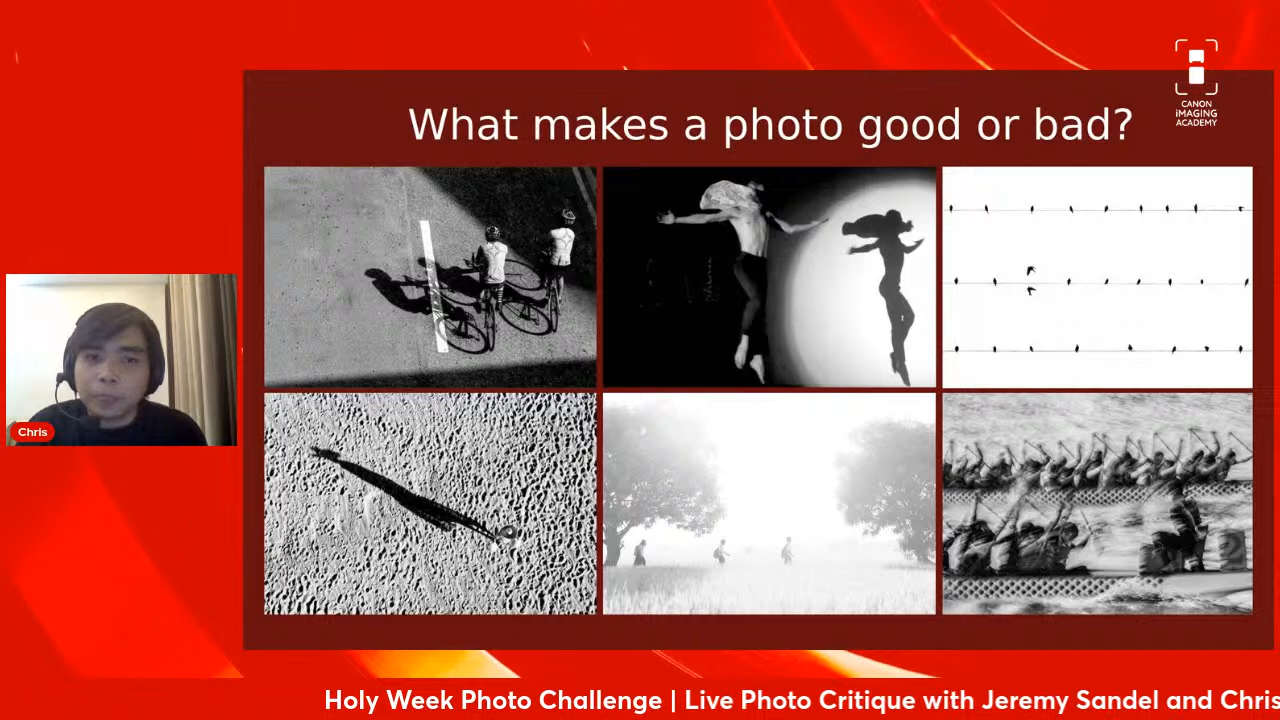 CANON
iMAGING
ACADEMY
What makes a photo good or bad?
Chris
Holy Week Photo Challenge | Live Photo Critique with Jeremy Sandel and Chris